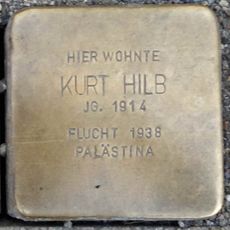 HIER WOHNTE
KURT HILB
JG. 1914
FLUCHT 1938
PALÄSTINA